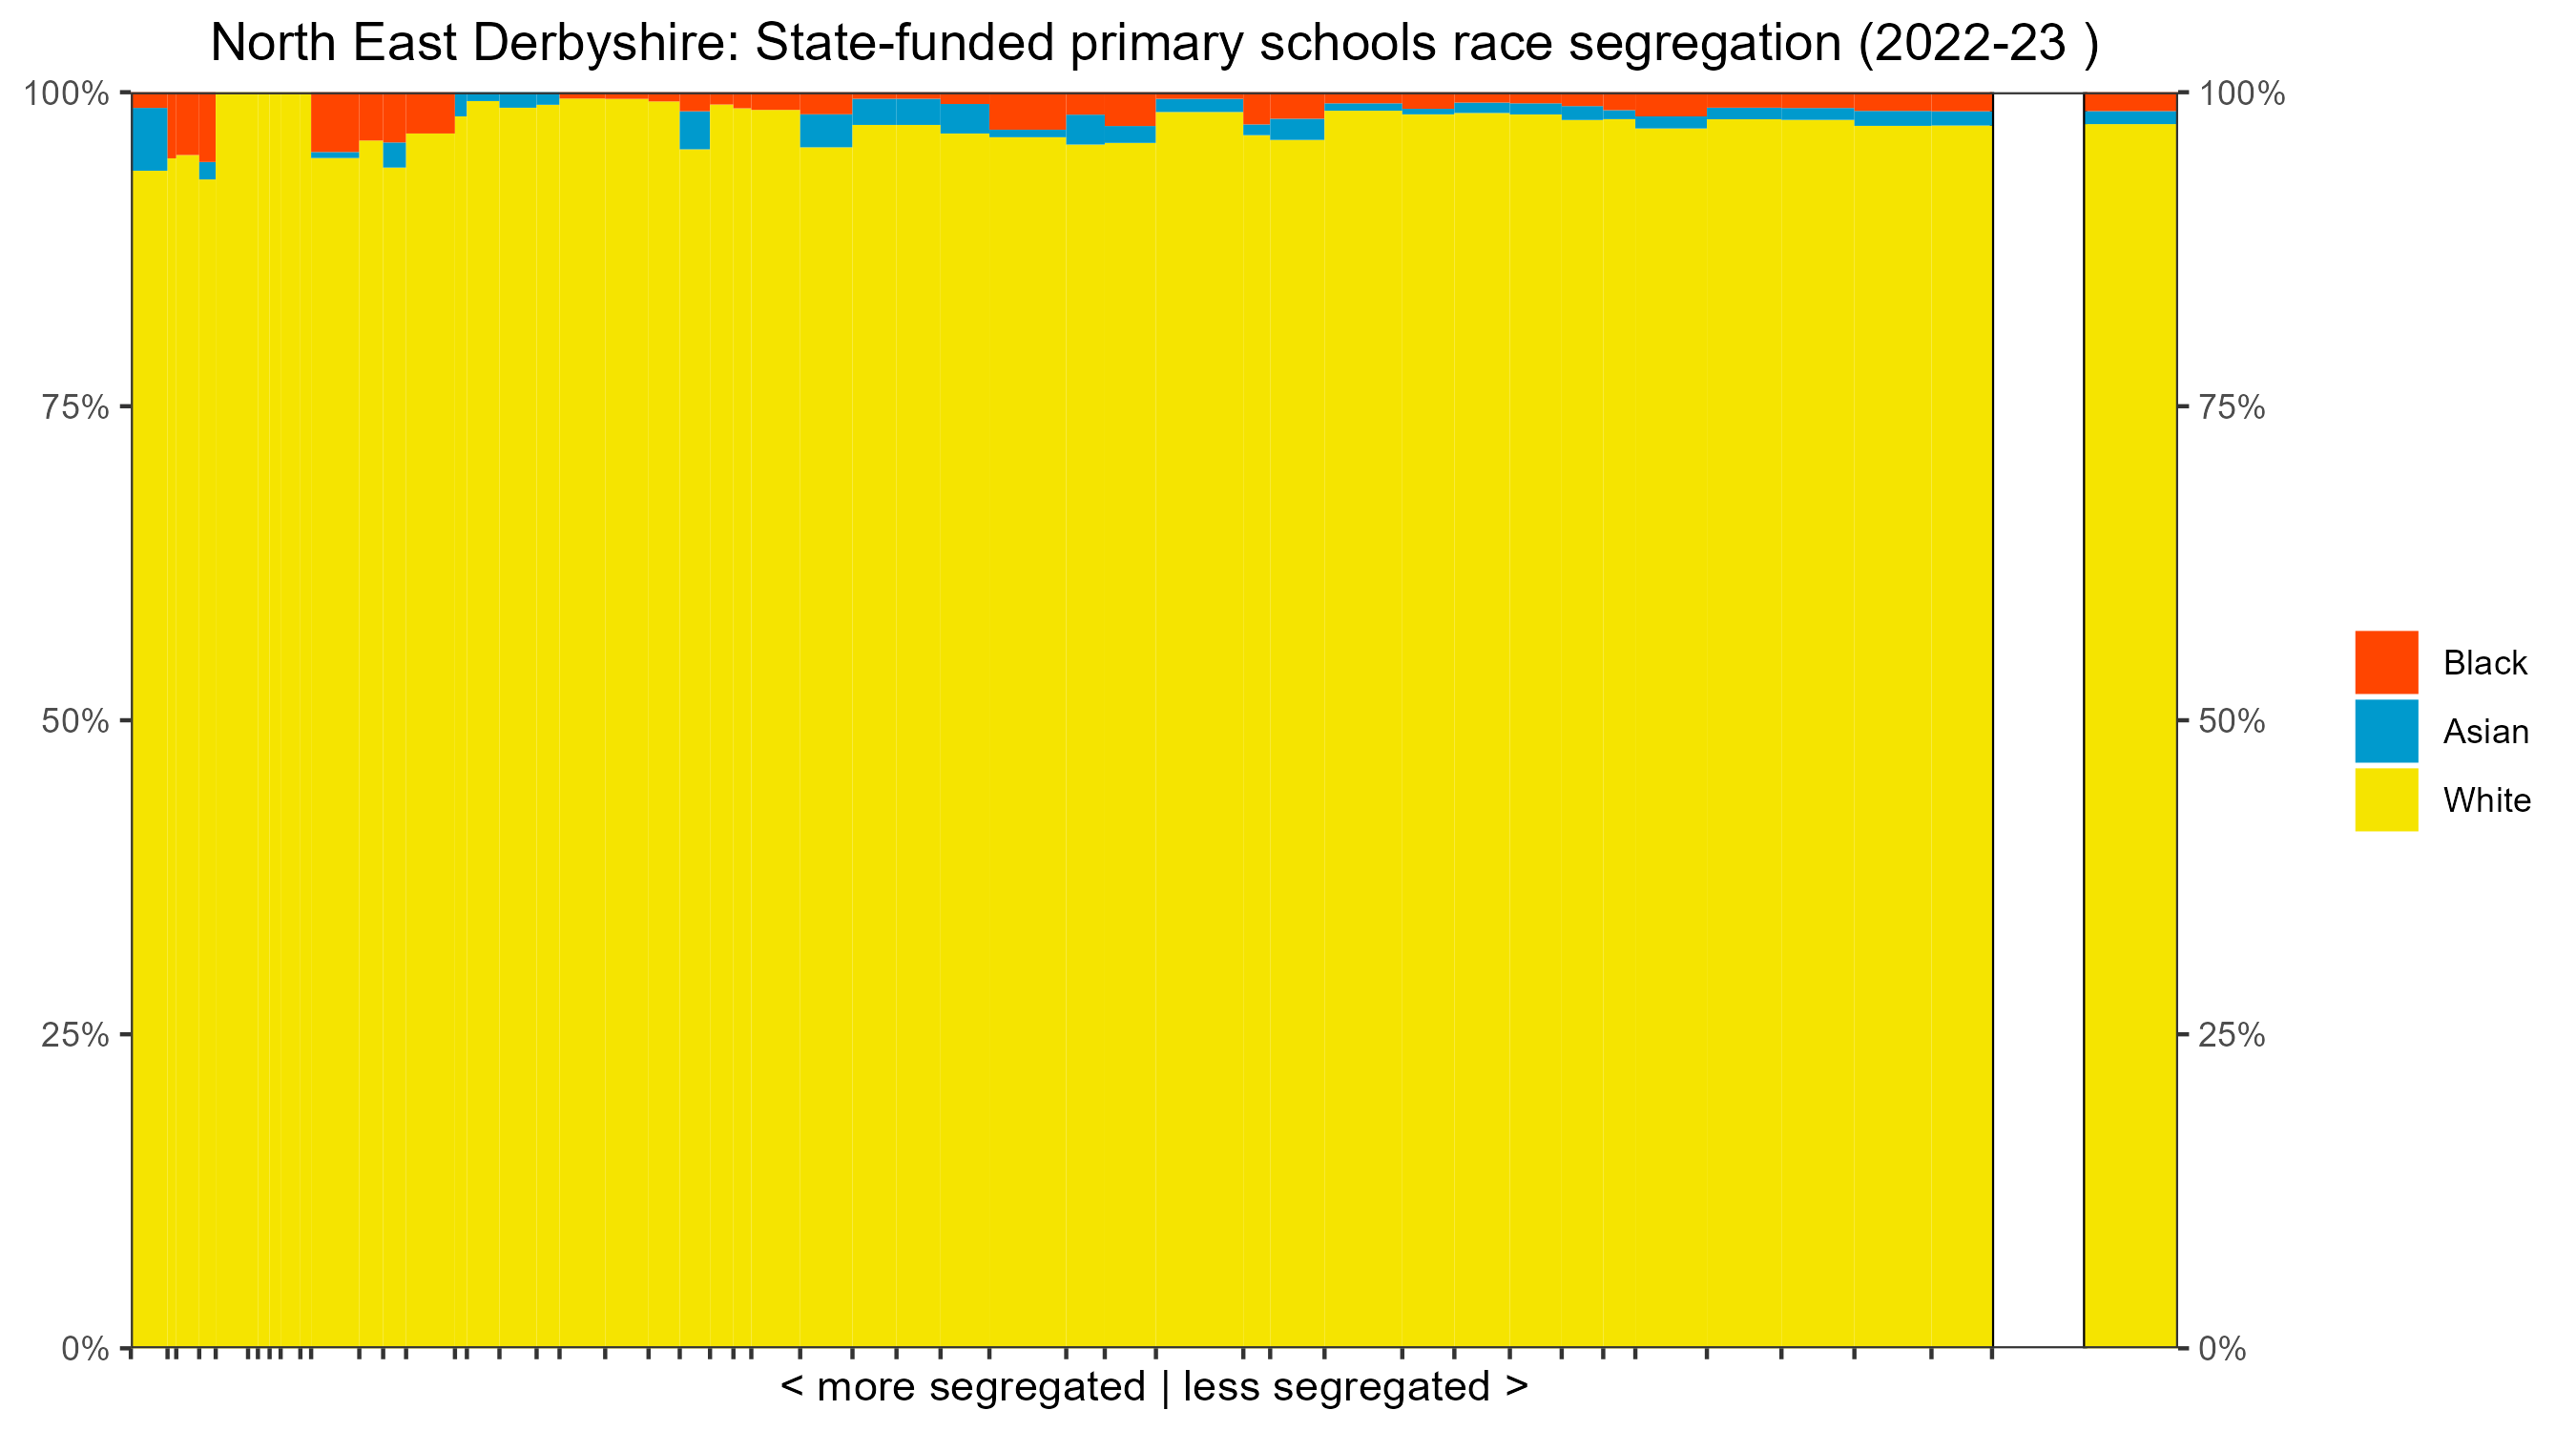 North East Derbyshire: State-funded primary schools race segregation (2022-23 )
100%
100%
75%
75%
50%
50%
25%
25%
0%
0%
Black
Asian
White
< more segregated | less segregated >